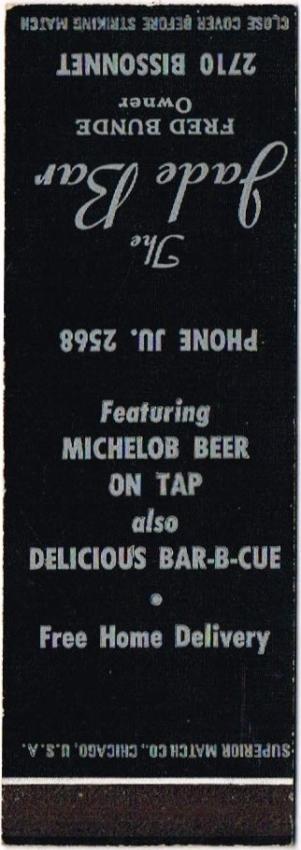 The
Jade Bar
FRED BUNDE
Owner
2710 BISSONNET
CLOSE COVER BEFORE STRIKING MATCH
PHONE JU. 2568
Featuring
MICHELOB BEER
ON TAP
also
DELICIOUS BAR-B-CUE
•
Free Home Delivery
SUPERIOR MATCH CO., CHICAGO, U.S.A.